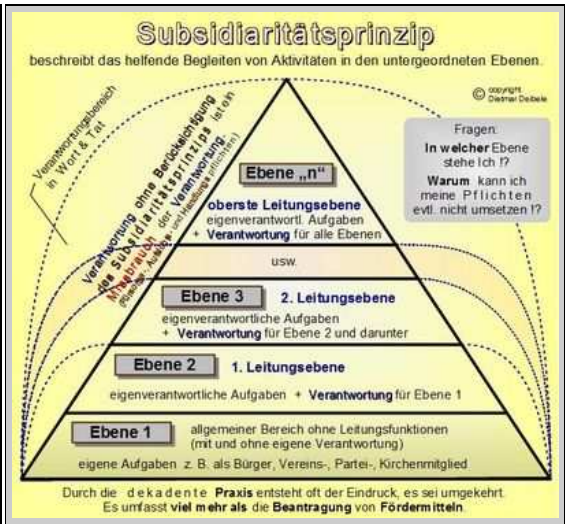 Subsidiaritätsprinzip
beschreibt das helfende Begleiten von Aktivitäten in den untergeordneten Ebenen.
© copyright
Dietmar Deibele
Verantwortungsbereich
in Wort & Tat
Verantwortung ohne Berücksichtigung
des Subsidiaritätsprinzips ist ein
Missbrauch der Verantwortung.
Fragen:
In welcher Ebene
stehe Ich !?
Warum kann ich
meine Pflichten
evtl. nicht umsetzen !?
Ebene „n"
oberste Leitungsebene
eigenverantwortl. Aufgaben
+ Verantwortung für alle Ebenen
usw.
Ebene 3 2. Leitungsebene
eigenverantwortliche Aufgaben
+ Verantwortung für Ebene 2 und darunter
Ebene 2 1. Leitungsebene
eigenverantwortliche Aufgaben + Verantwortung für Ebene 1
Ebene 1 allgemeiner Bereich ohne Leitungsfunktionen
(mit und ohne eigene Verantwortung)
eigene Aufgaben z. B. als Bürger, Vereins-, Partei-, Kirchenmitglied
Durch die dekadente Praxis entsteht oft der Eindruck, es sei umgekehrt.
Es umfasst viel mehr als die Beantragung von Fördermitteln.